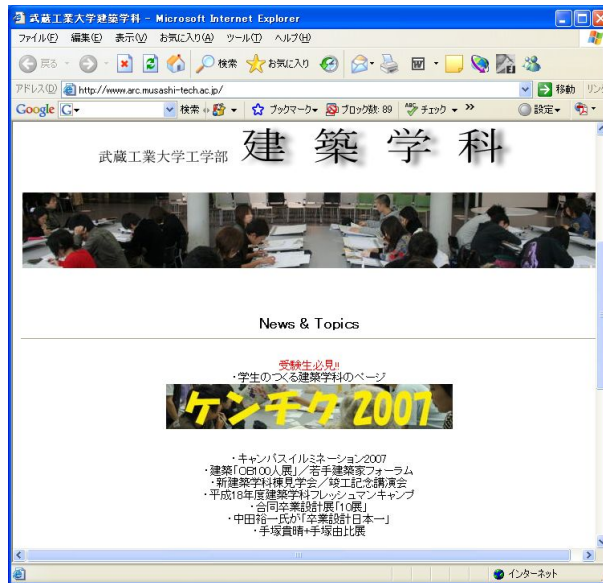 武蔵工業大学建築学科 - Microsoft Internet Explorer
ファイル(F) 編集(E) 表示(V) お気に入り(A) ツール(T) ヘルプ(H)
戻る 検索 お気に入り
アドレス(D) http://www.arc.musashi-tech.ac.jp/ 移動 リン
Google G 検索 ブックマーク ブロック数: 89 チェック 設定
武蔵工業大学工学部 建築学科
News & Topics
受験生必見!!
・学生のつくる建築学科のページ
ケンチク 2007
・キャンパスイルミネーション2007
・建築「OB100人展」/若手建築家フォーラム
・新建築学科棟見学会/竣工記念講演会
・平成18年度建築学科フレッシュマンキャンプ
・合同卒業設計展「10展」
・中田裕一氏が「卒業設計日本一」
・手塚貴晴+手塚由比展
インターネット